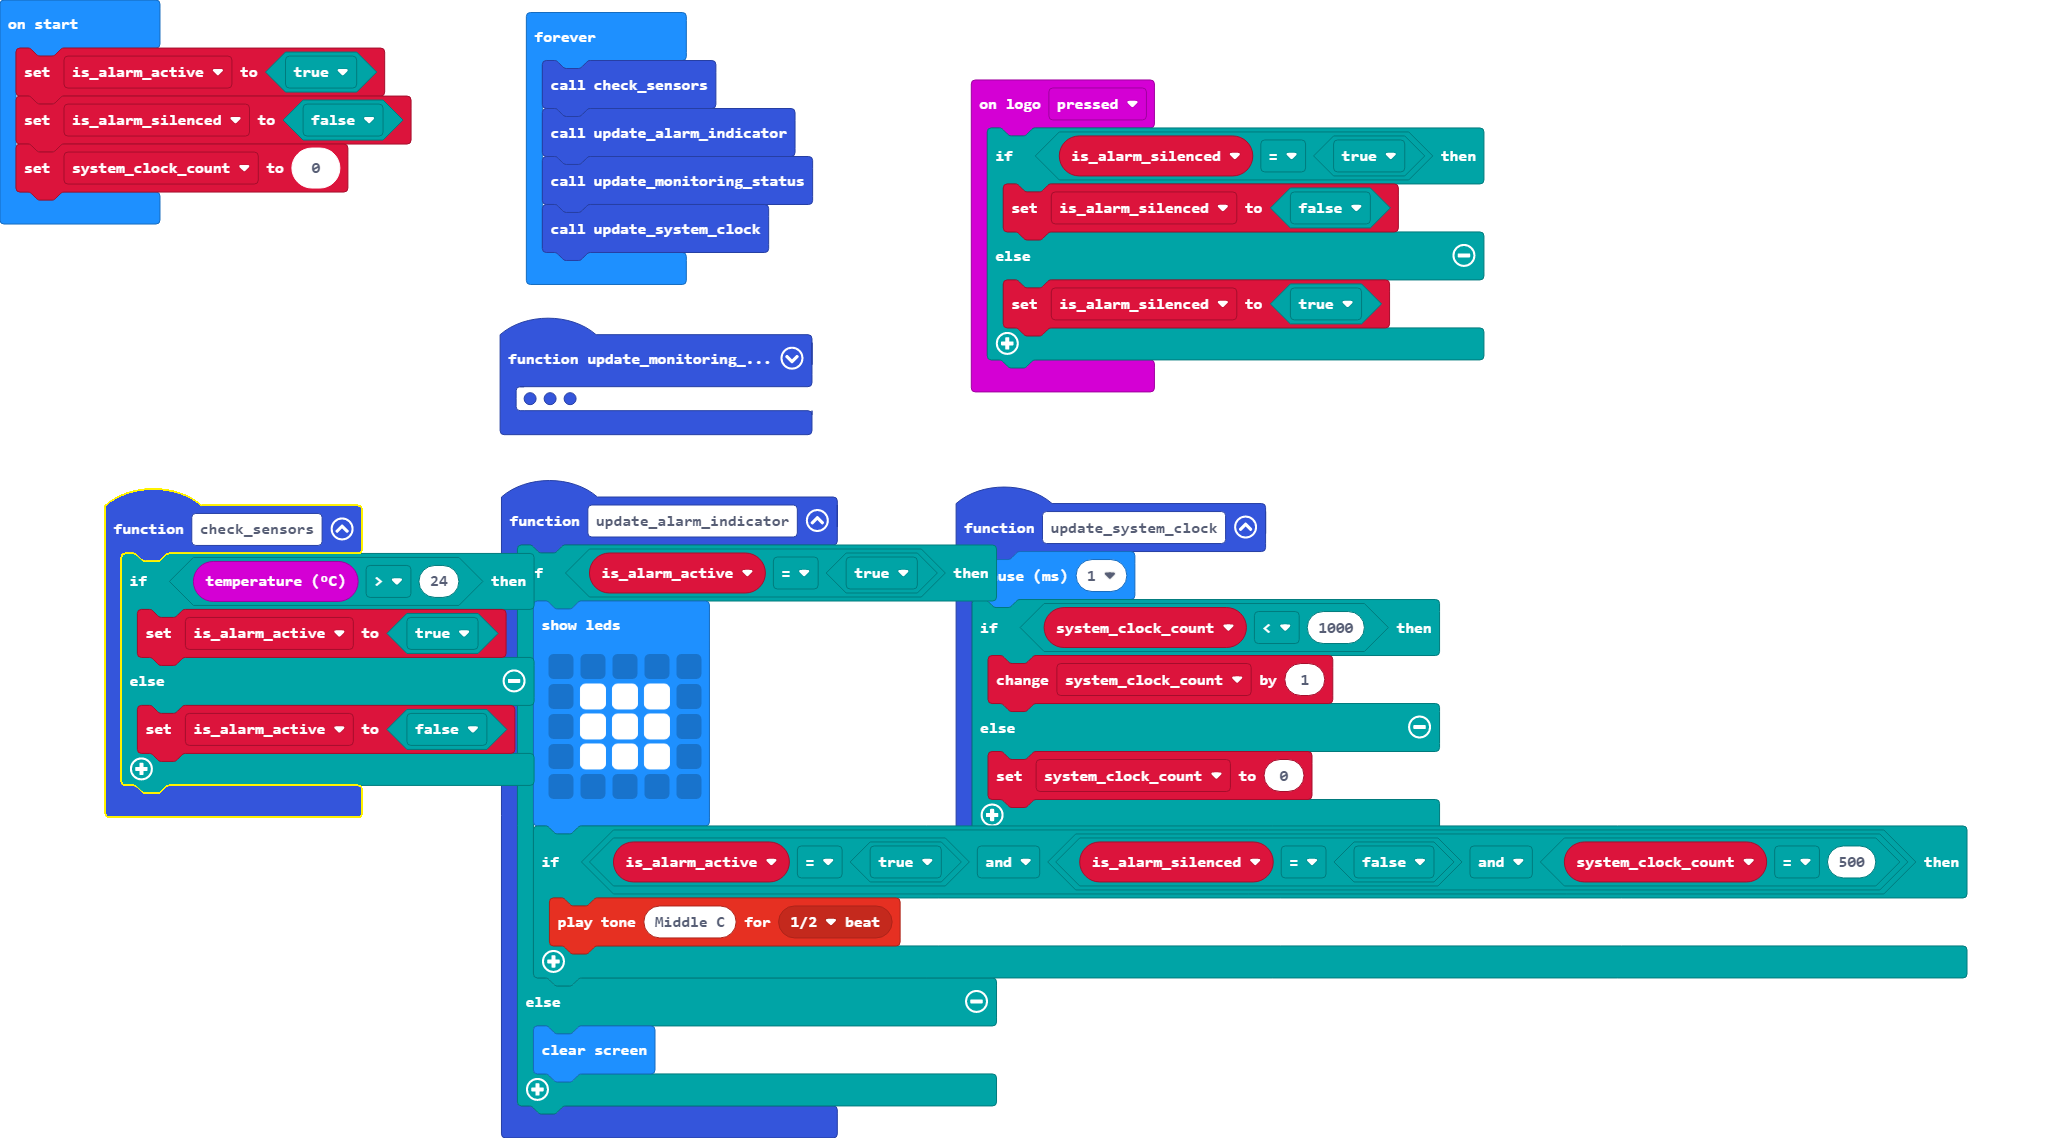 on start
set is_alarm_active to true
set is_alarm_silenced to false
set system_clock_count to 0
forever
call check_sensors
call update_alarm_indicator
call update_monitoring_status
call update_system_clock
function update_monitoring_...
on logo pressed
if is_alarm_silenced = true then
set is_alarm_silenced to false
else
set is_alarm_silenced to true
function check_sensors
if temperature (ºC) > 24 then
set is_alarm_active to true
else
set is_alarm_active to false
function update_alarm_indicator
f is_alarm_active = true then
show leds
if is_alarm_active = true and is_alarm_silenced = false and system_clock_count = 500 then
play tone Middle C for 1/2 beat
else
clear screen
function update_system_clock
use (ms) 1
if system_clock_count < 1000 then
change system_clock_count by 1
else
set system_clock_count to 0